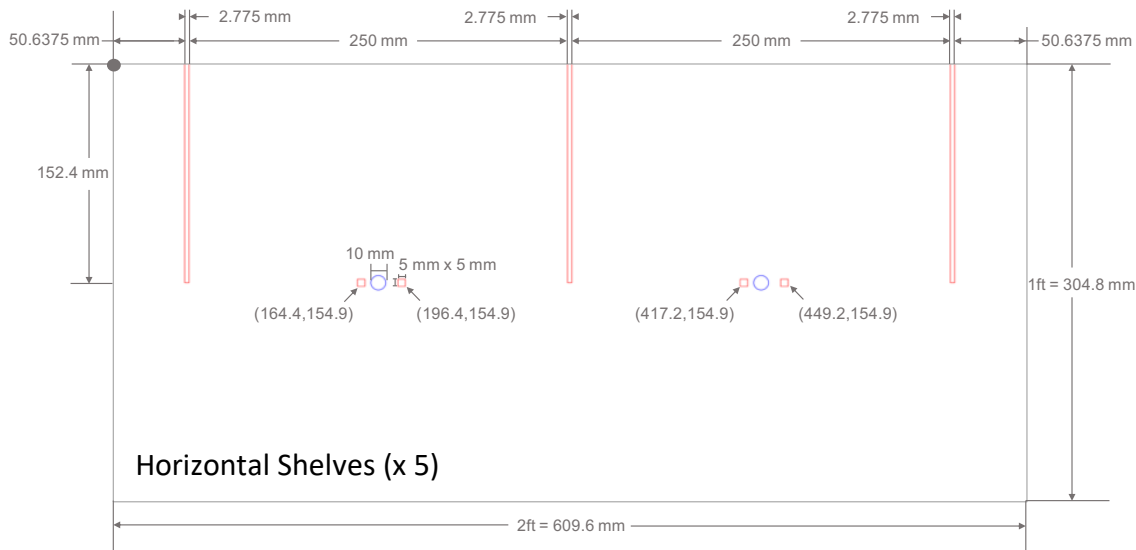 2.775 mm 2.775 mm 2.775 mm
50.6375 mm 250 mm 250 mm 50.6375 mm
152.4 mm
10 mm
5 mm x 5 mm
1ft = 304.8 mm
(164.4,154.9) (196.4,154.9) (417.2,154.9) (449.2,154.9)
Horizontal Shelves (x 5)
2ft = 609.6 mm